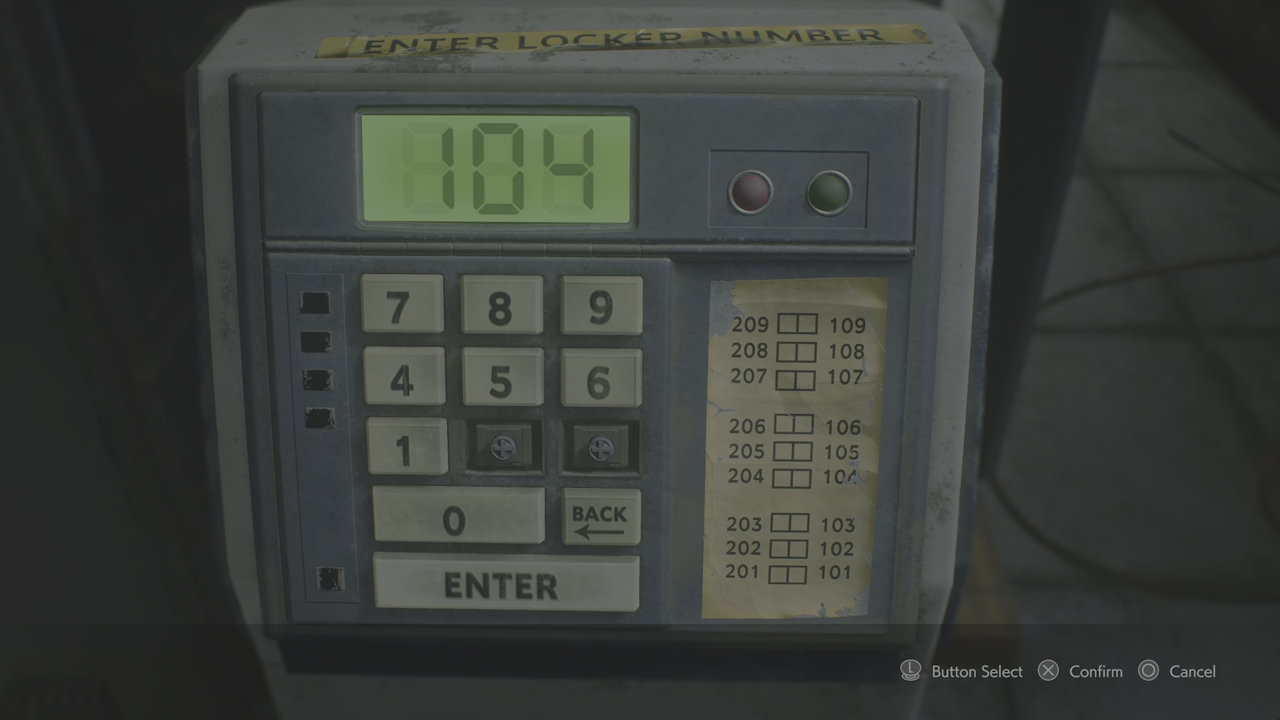 ENTER LOCKER NUMBER
104
7 8 9
4 5 6
1
0 BACK
ENTER
209 109
208 108
207 107
206 106
205 105
204 104
203 103
202 102
201 101
L Button Select Confirm Cancel